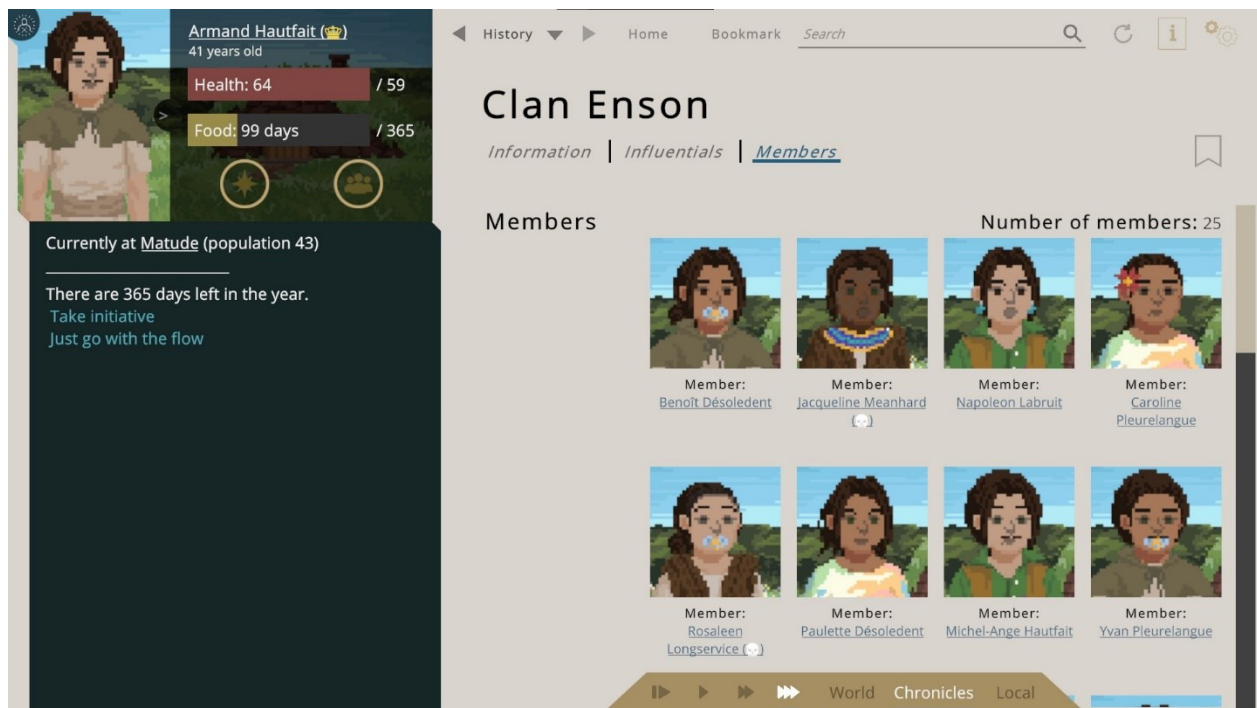 Armand Hautfait ( )
41 years old
Health: 64 / 59
Food: 99 days / 365
>
Currently at Matude (population 43)
There are 365 days left in the year.
Take initiative
Just go with the flow
History Home Bookmark Search
i
Clan Enson
Information | Influentials | Members
Members
Number of members: 25
Member: Member: Member: Member:
Benoît Désoledent Jacqueline Meanhard Napoleon Labruit Caroline
( ) Pleurelangue
Member: Member: Member: Member:
Rosaleen Paulette Désoledent Michel-Ange Hautfait Yvan Pleurelangue
Longservice ( )
World Chronicles Local